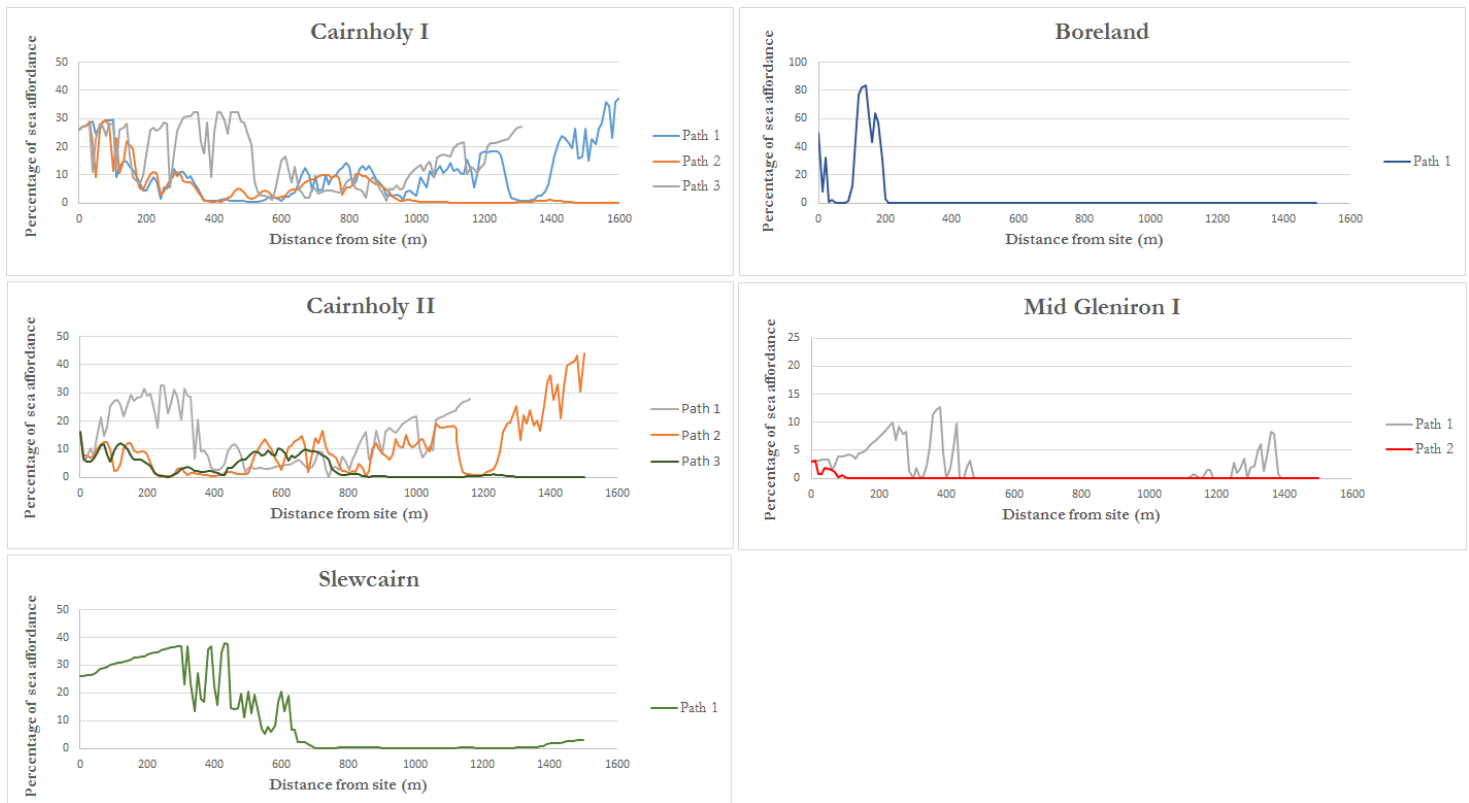 Cairnholy I
Percentage of sea affordance
50
40
30
20
10
0
0 200 400 600 800 1000 1200 1400 1600
Distance from site (m)
Path 1
Path 2
Path 3
Boreland
Percentage of sea affordance
100
80
60
40
20
0
0 200 400 600 800 1000 1200 1400 1600
Distance from site (m)
Path 1
Cairnholy II
Percentage of sea affordance
50
40
30
20
10
0
0 200 400 600 800 1000 1200 1400 1600
Distance from site (m)
Path 1
Path 2
Path 3
Mid Gleniron I
Percentage of sea affordance
25
20
15
10
5
0
0 200 400 600 800 1000 1200 1400 1600
Distance from site (m)
Path 1
Path 2
Slewcairn
Percentage of sea affordance
50
40
30
20
10
0
0 200 400 600 800 1000 1200 1400 1600
Distance from site (m)
Path 1